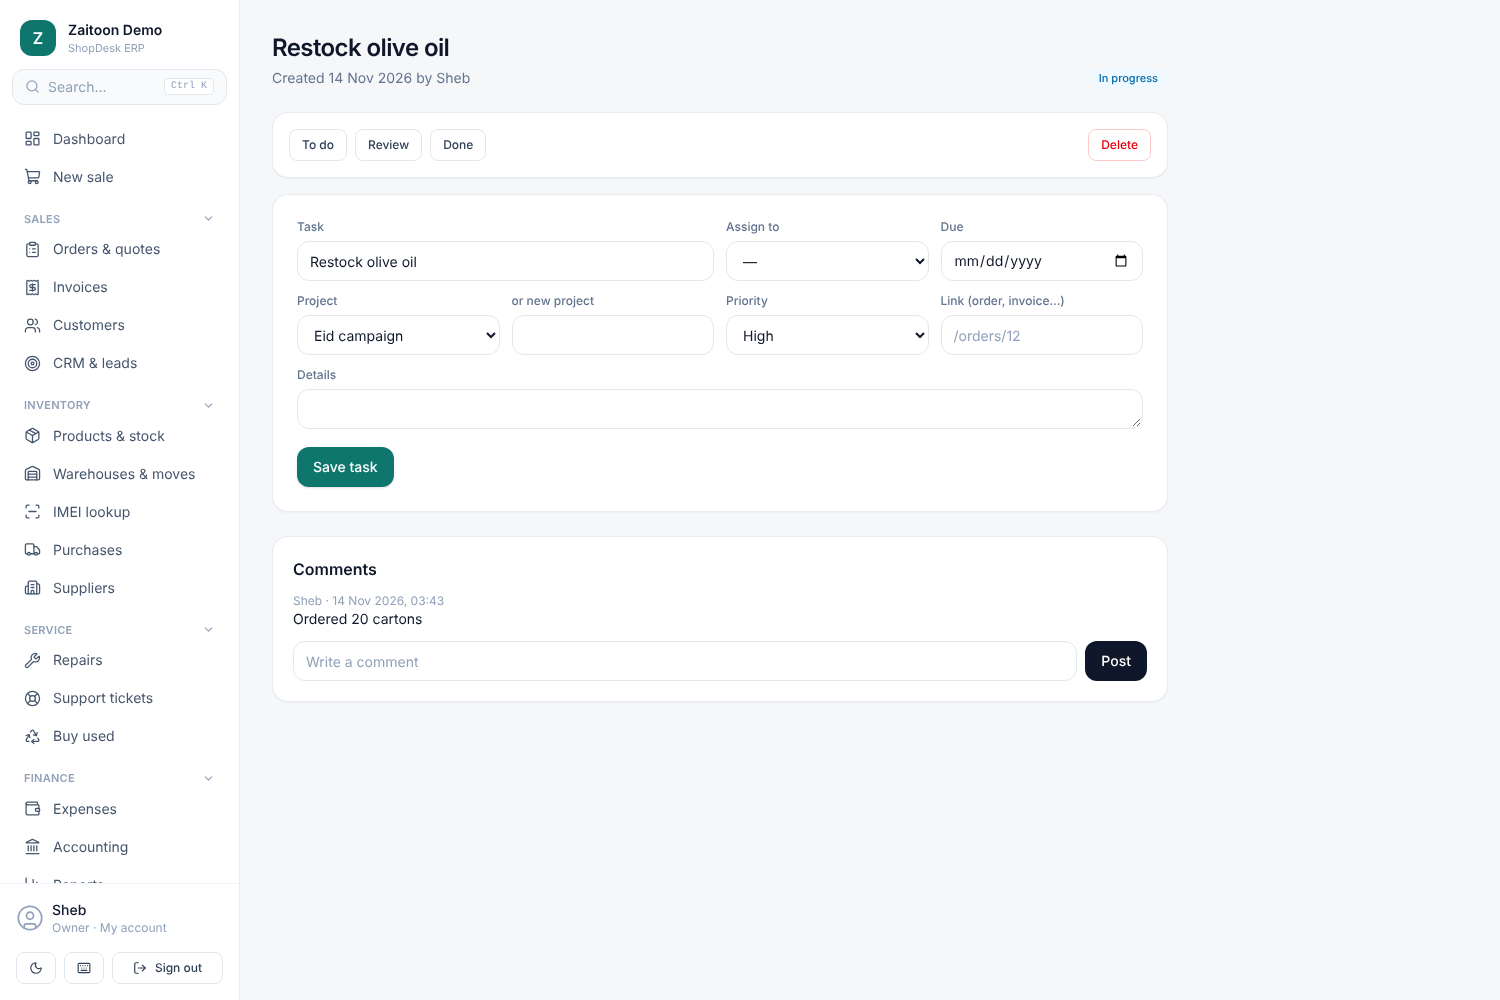 Z
Zaitoon Demo
ShopDesk ERP
Search... Ctrl K
Dashboard
New sale
SALES
Orders & quotes
Invoices
Customers
CRM & leads
INVENTORY
Products & stock
Warehouses & moves
IMEI lookup
Purchases
Suppliers
SERVICE
Repairs
Support tickets
Buy used
FINANCE
Expenses
Accounting
Reports
Sheb
Owner · My account
Sign out
Restock olive oil
Created 14 Nov 2026 by Sheb
In progress
To do Review Done Delete
Task Assign to Due
Restock olive oil — mm/dd/yyyy
Project or new project Priority Link (order, invoice...)
Eid campaign High /orders/12
Details
Save task
Comments
Sheb · 14 Nov 2026, 03:43
Ordered 20 cartons
Write a comment Post